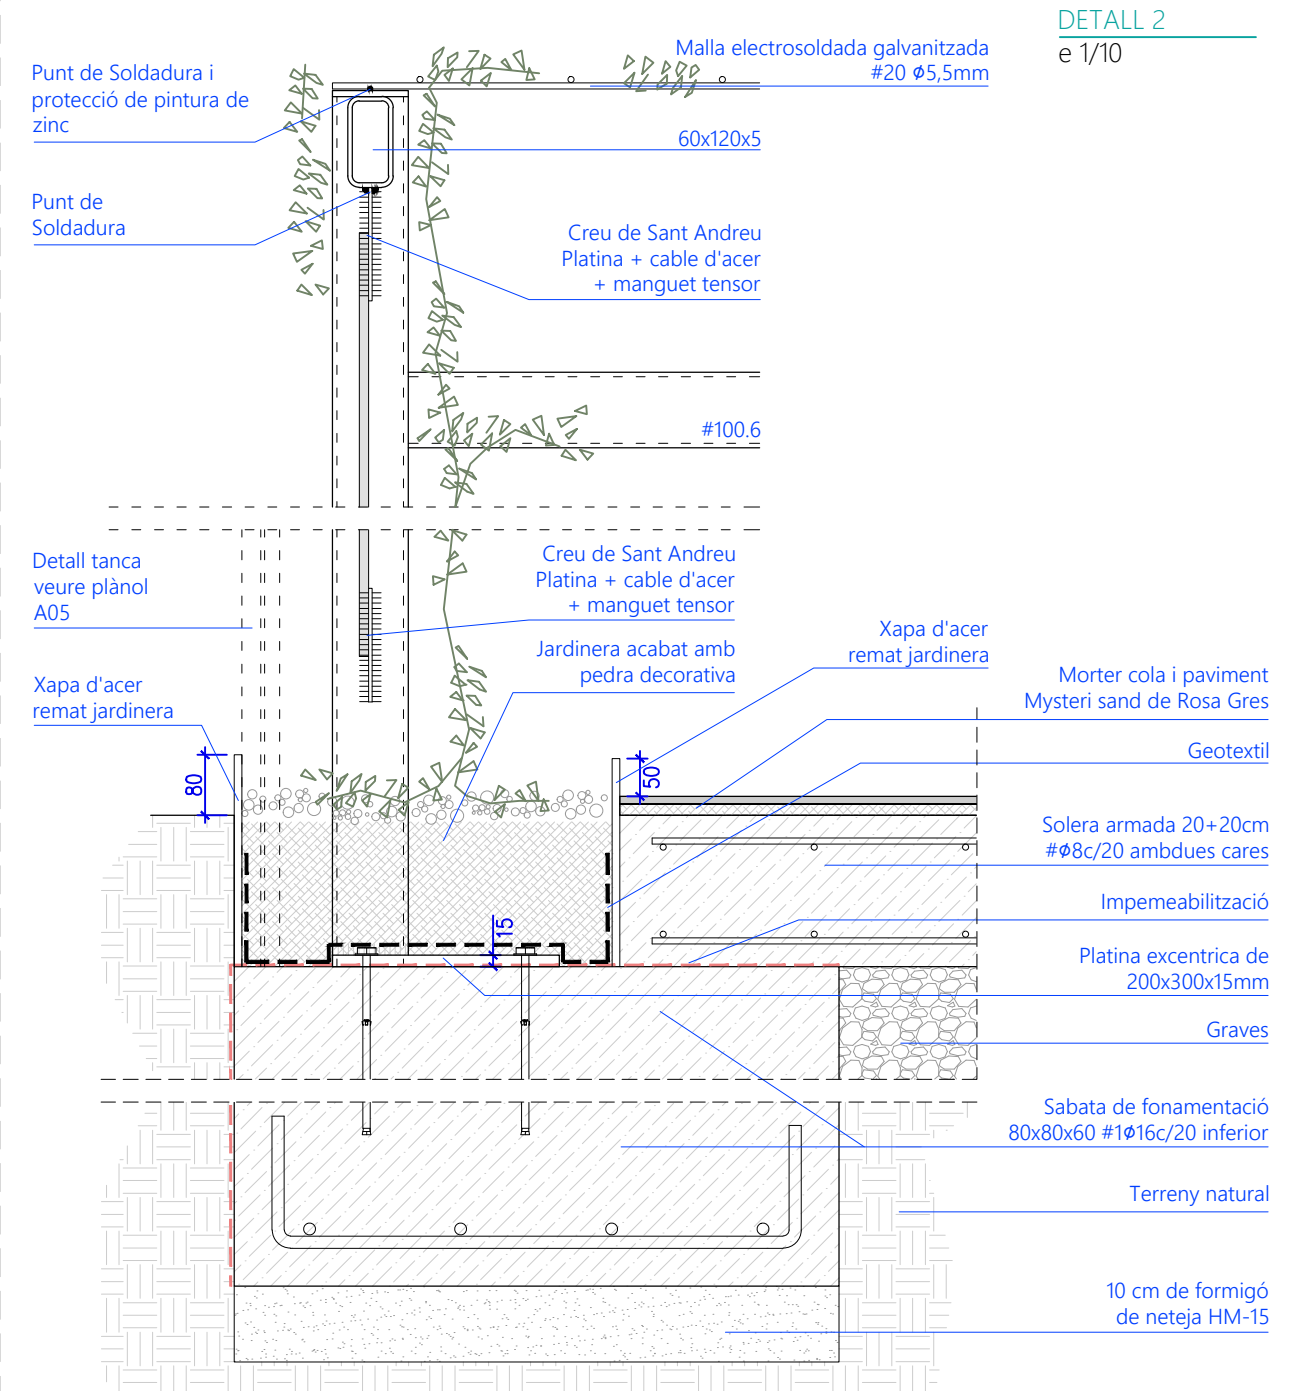 DETALL 2
e 1/10
Malla electrosoldada galvanitzada
#20 ϕ5,5mm
Punt de Soldadura i
protecció de pintura de
zinc
60x120x5
Punt de
Soldadura
Creu de Sant Andreu
Platina + cable d'acer
+ manguet tensor
#100.6
Detall tanca
veure plànol
A05
Creu de Sant Andreu
Platina + cable d'acer
+ manguet tensor
Xapa d'acer
remat jardinera
Jardinera acabat amb
pedra decorativa
Xapa d'acer
remat jardinera
Morter cola i paviment
Mysteri sand de Rosa Gres
Geotextil
80
50
Solera armada 20+20cm
#ϕ8c/20 ambdues cares
Impemeabilització
15
Platina excentrica de
200x300x15mm
Graves
Sabata de fonamentació
80x80x60 #1ϕ16c/20 inferior
Terreny natural
10 cm de formigó
de neteja HM-15